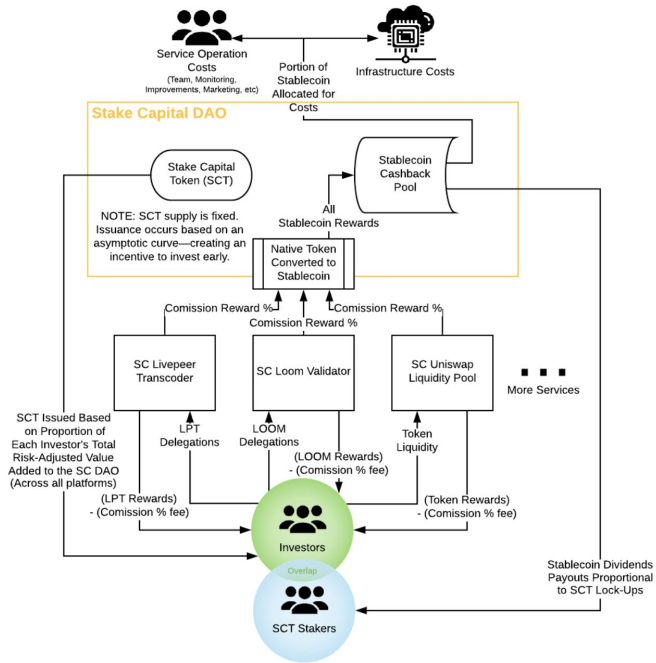 Service Operation
Costs
(Team, Monitoring,
Improvements, Marketing, etc)
Portion of
Stablecoin
Allocated for
Costs
Infrastructure Costs
Stake Capital DAO
Stake Capital
Token (SCT)
Stablecoin
Cashback
Pool
NOTE: SCT supply is fixed.
Issuance occurs based on an
asymptotic curve—creating an
incentive to invest early.
All
Stablecoin Rewards
Native Token
Converted to
Stablecoin
Comission Reward %
Comission Reward %
Comission Reward %
SC Livepeer
Transcoder
SC Loom Validator
SC Uniswap
Liquidity Pool
More Services
SCT Issued Based
on Proportion of
Each Investor's Total
Risk-Adjusted Value
Added to the SC DAO
(Across all platforms)
LPT
Delegations
LOOM
Delegations
Token
Liquidity
(LOOM Rewards)
- (Comission % fee)
(LPT Rewards)
- (Comission % fee)
(Token Rewards)
- (Comission % fee)
Investors
Overlap
SCT Stakers
Stablecoin Dividends
Payouts Proportional
to SCT Lock-Ups